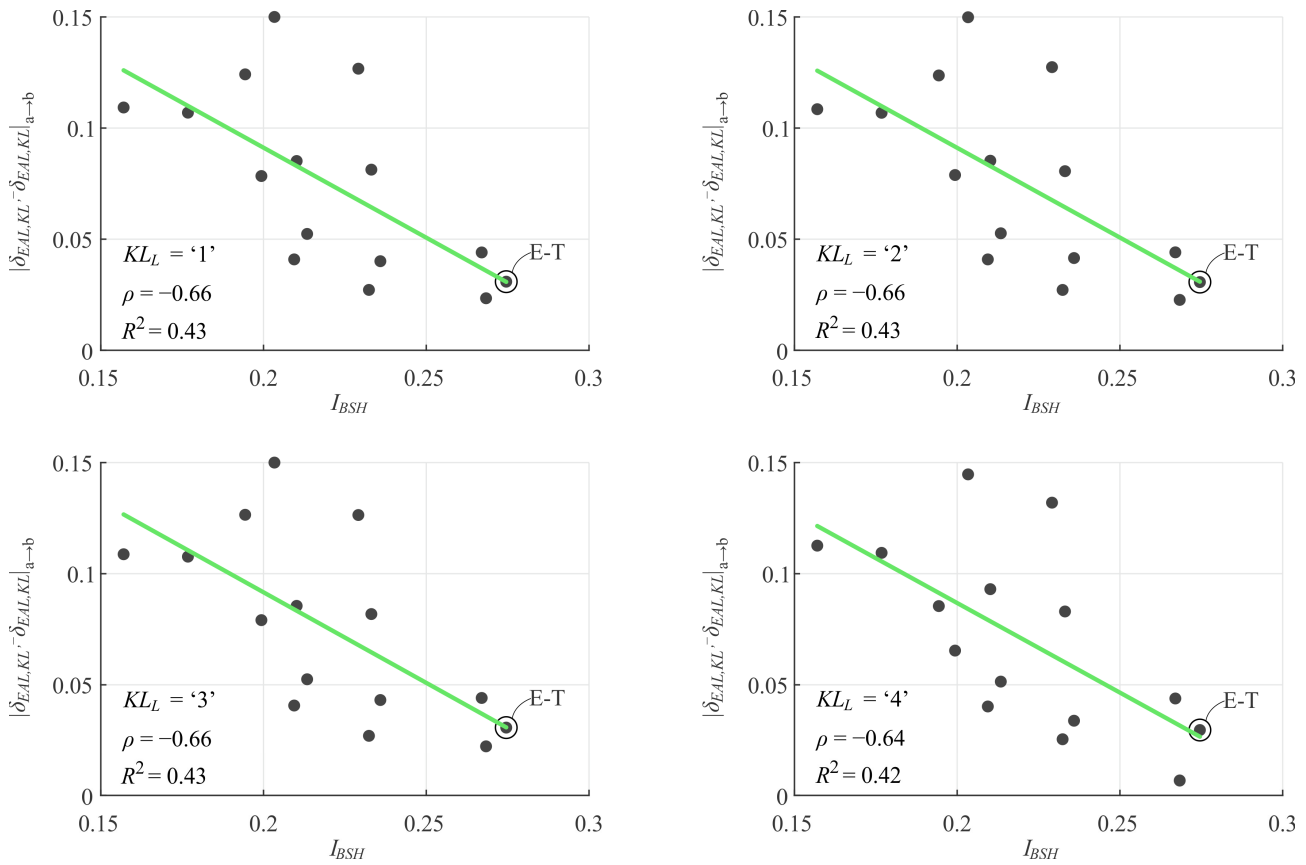 0.15
0.1
0.05
0
0.15
0.2
0.25
0.3
|δEAL,KL'−δEAL,KL|a→b
IBSH
KLL = ‘1’
ρ = −0.66
R2 = 0.43
E-T
0.15
0.1
0.05
0
0.15
0.2
0.25
0.3
|δEAL,KL'−δEAL,KL|a→b
IBSH
KLL = ‘2’
ρ = −0.66
R2 = 0.43
E-T
0.15
0.1
0.05
0
0.15
0.2
0.25
0.3
|δEAL,KL'−δEAL,KL|a→b
IBSH
KLL = ‘3’
ρ = −0.66
R2 = 0.43
E-T
0.15
0.1
0.05
0
0.15
0.2
0.25
0.3
|δEAL,KL'−δEAL,KL|a→b
IBSH
KLL = ‘4’
ρ = −0.64
R2 = 0.42
E-T